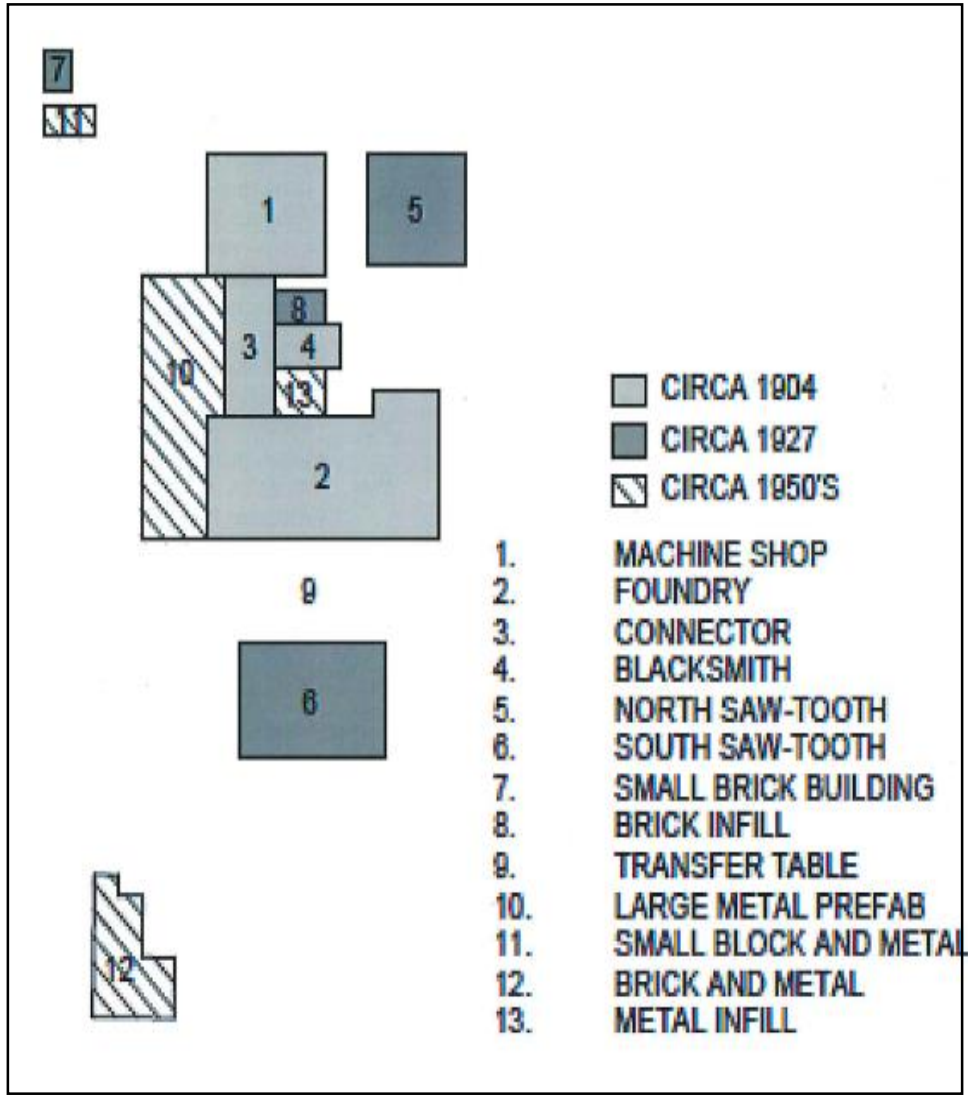 7
11
1
5
8
3
4
10
13
2
9
6
12
CIRCA 1904
CIRCA 1927
CIRCA 1950'S
1. MACHINE SHOP
2. FOUNDRY
3. CONNECTOR
4. BLACKSMITH
5. NORTH SAW-TOOTH
6. SOUTH SAW-TOOTH
7. SMALL BRICK BUILDING
8. BRICK INFILL
9. TRANSFER TABLE
10. LARGE METAL PREFAB
11. SMALL BLOCK AND METAL
12. BRICK AND METAL
13. METAL INFILL